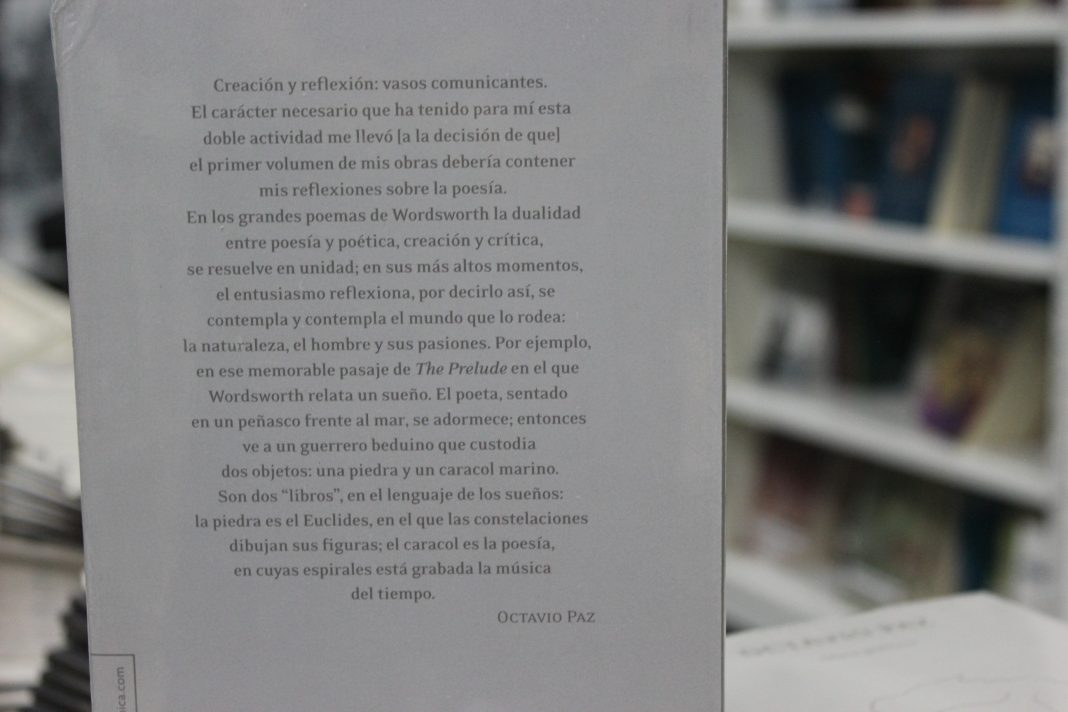 Creación y reflexión: vasos comunicantes.
El carácter necesario que ha tenido para mí esta
doble actividad me llevó [a la decisión de que]
el primer volumen de mis obras debería contener
mis reflexiones sobre la poesía.
En los grandes poemas de Wordsworth la dualidad
entre poesía y poética, creación y crítica,
se resuelve en unidad; en sus más altos momentos,
el entusiasmo reflexiona, por decirlo así, se
contempla y contempla el mundo que lo rodea:
la naturaleza, el hombre y sus pasiones. Por ejemplo,
en ese memorable pasaje de The Prelude en el que
Wordsworth relata un sueño. El poeta, sentado
en un peñasco frente al mar, se adormece; entonces
ve a un guerrero beduino que custodia
dos objetos: una piedra y un caracol marino.
Son dos “libros”, en el lenguaje de los sueños:
la piedra es el Euclides, en el que las constelaciones
dibujan sus figuras; el caracol es la poesía,
en cuyas espirales está grabada la música
del tiempo.
OCTAVIO PAZ
ica.com
OCTAVIO PAZ